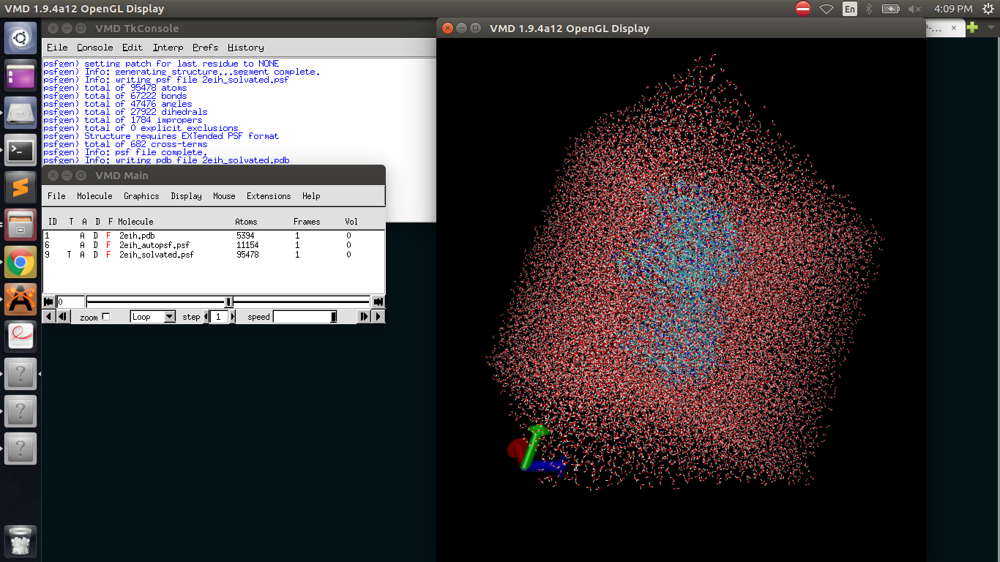 VMD 1.9.4a12 OpenGL Display
En
4:09 PM
VMD TkConsole
File Console Edit Interp Prefs History
psfgen) setting patch for last residue to NONE
psfgen) Info: generating structure...segment complete.
psfgen) Info: writing psf file 2eih_solvated.psf
psfgen) total of 95478 atoms
psfgen) total of 67222 bonds
psfgen) total of 47476 angles
psfgen) total of 27922 dihedrals
psfgen) total of 1784 impropers
psfgen) total of 0 explicit exclusions
psfgen) Structure requires EXTended PSF format
psfgen) total of 682 cross-terms
psfgen) Info: psf file complete.
psfgen) Info: writing pdb file 2eih_solvated.pdb
VMD Main
File Molecule Graphics Display Mouse Extensions Help
ID T A D F Molecule Atoms Frames Vol
1 A D F 2eih.pdb 5394 1 0
6 A D F 2eih_autopsf.psf 11154 1 0
9 T A D F 2eih_solvated.psf 95478 1 0
0
zoom Loop step 1 speed
VMD 1.9.4a12 OpenGL Display
P-...
Z